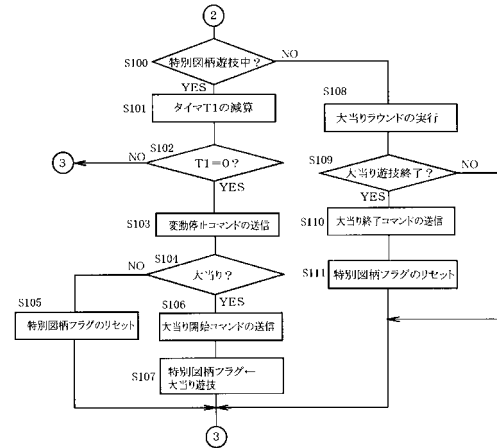 2
S100
特別図柄遊技中?
NO
YES
S101
タイマT1の減算
S102
T1=0?
NO
3
YES
S103
変動停止コマンドの送信
S104
大当り?
NO
YES
S105
特別図柄フラグのリセット
S106
大当り開始コマンドの送信
S107
特別図柄フラグ←
大当り遊技
S108
大当りラウンドの実行
S109
大当り遊技終了?
NO
YES
S110
大当り終了コマンドの送信
S111
特別図柄フラグのリセット
3